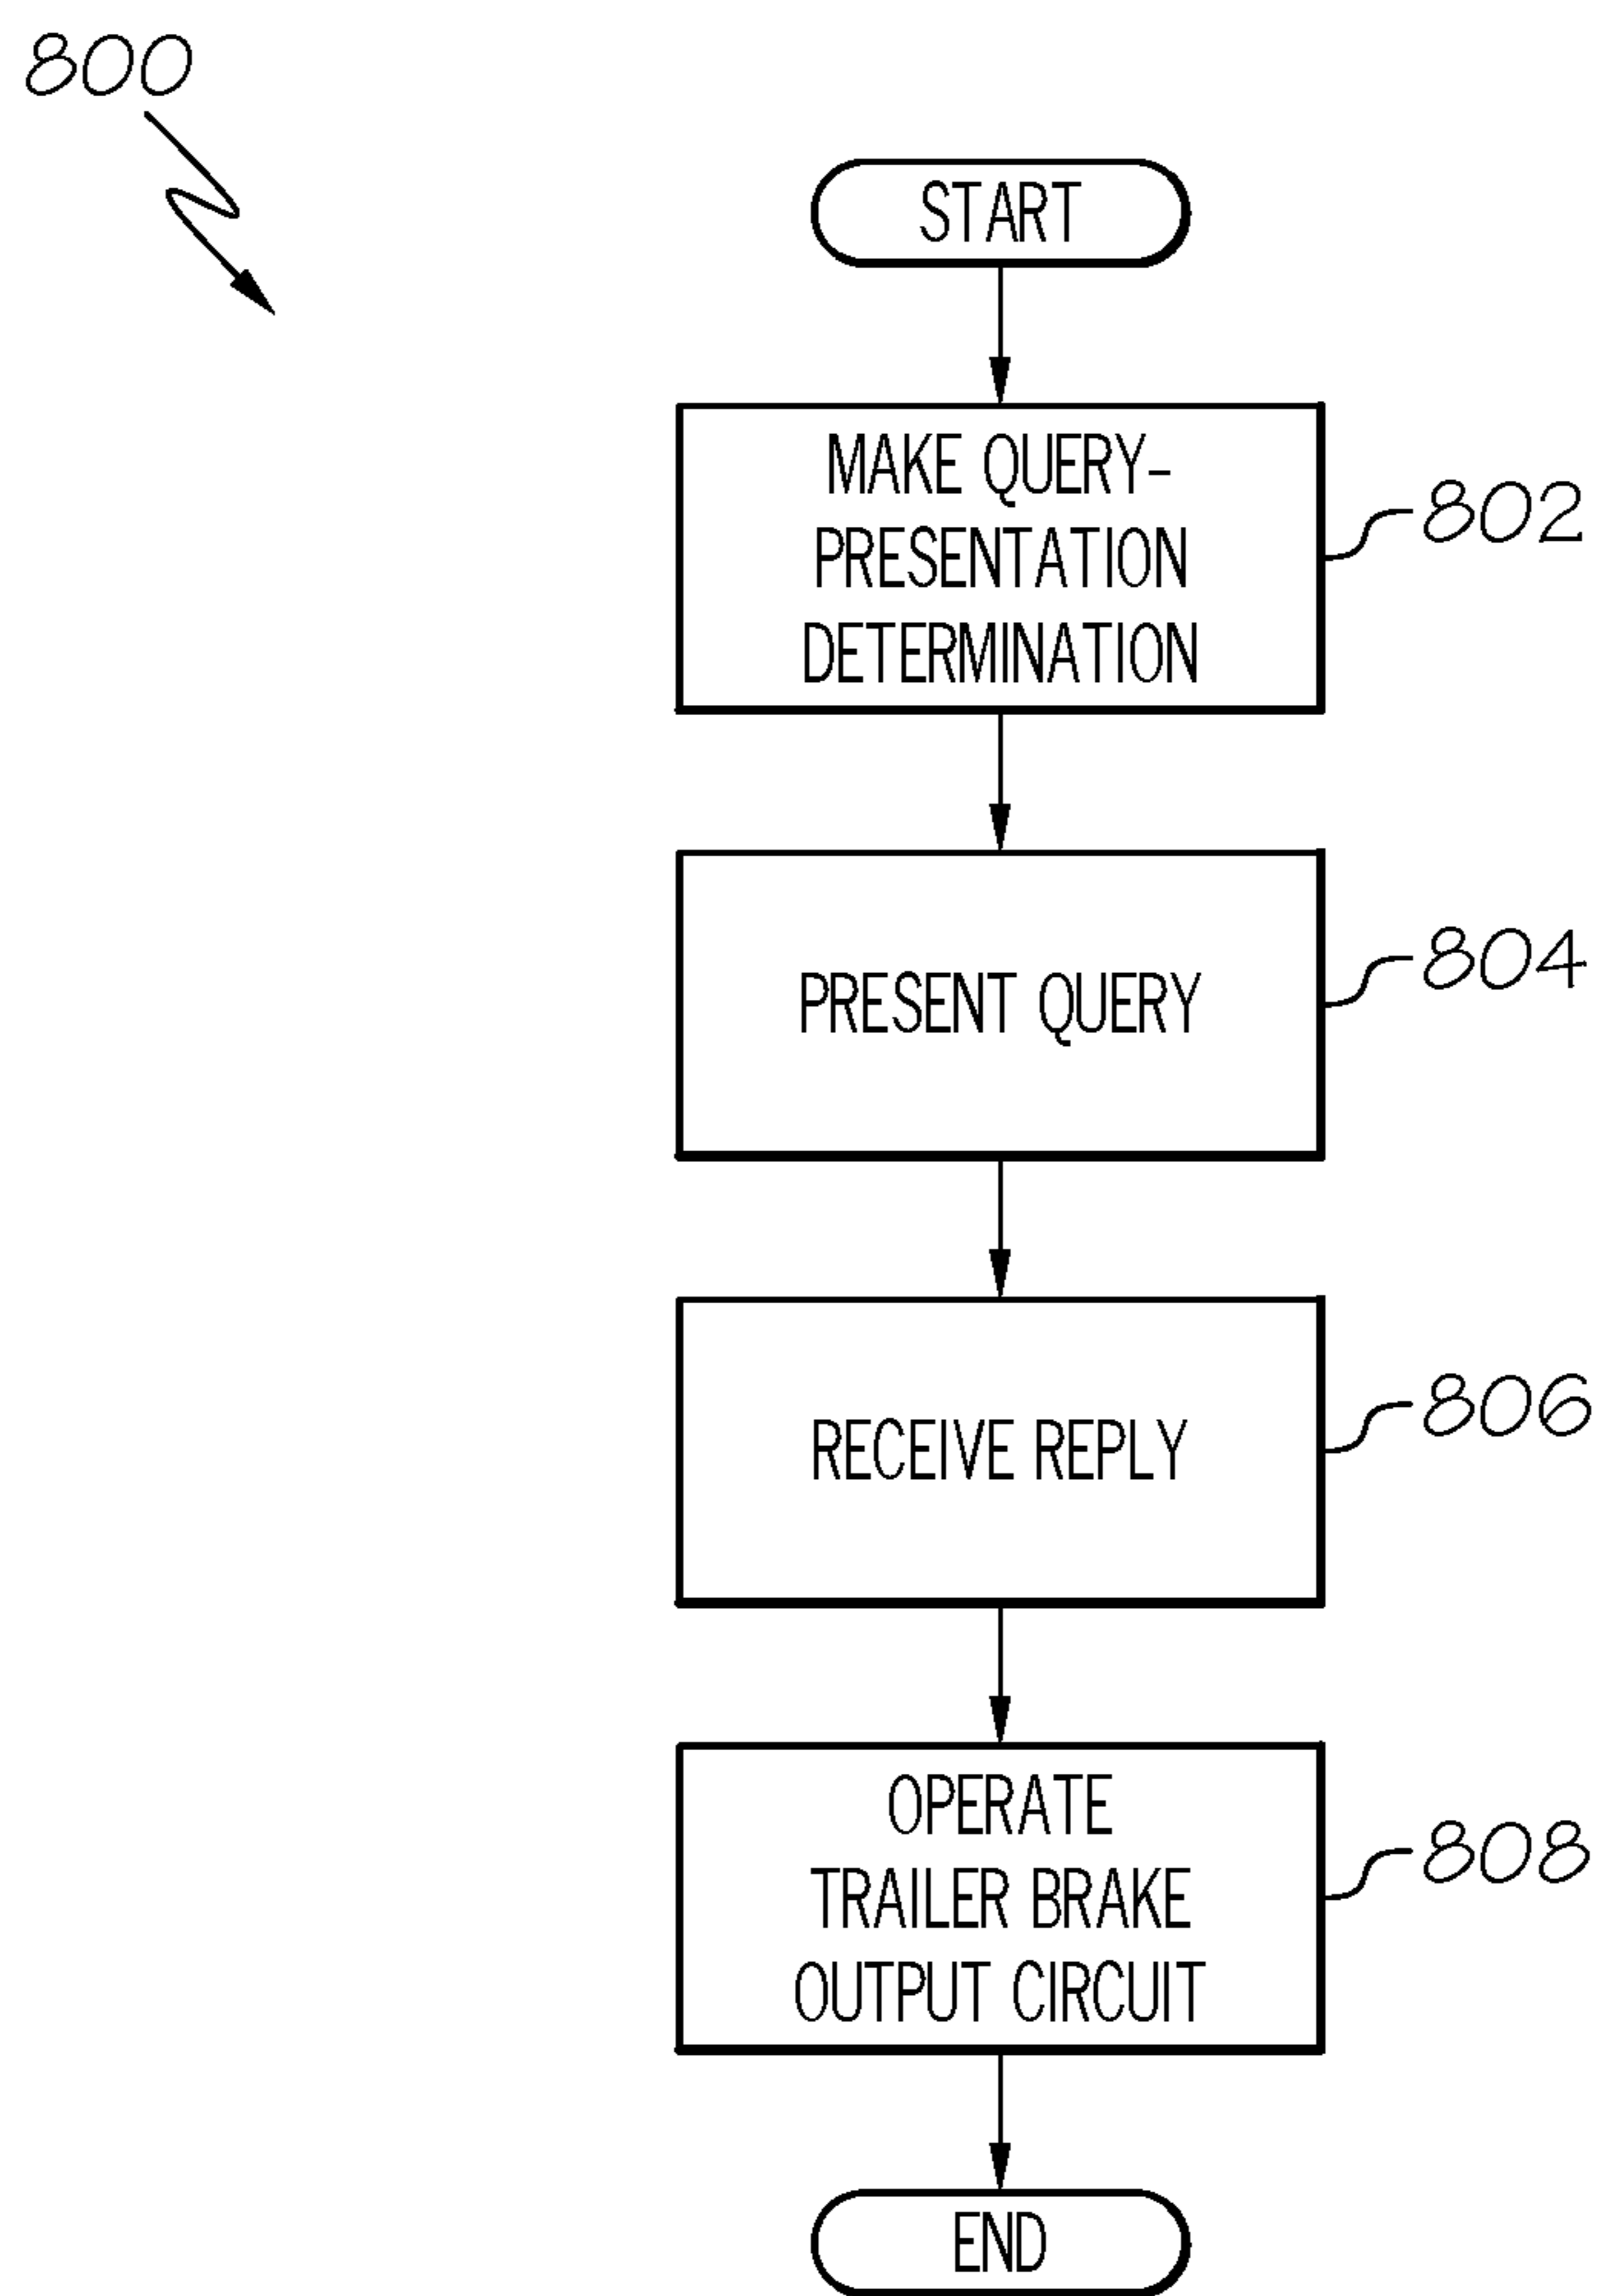 800
START
MAKE QUERY-
PRESENTATION
DETERMINATION
802
PRESENT QUERY
804
RECEIVE REPLY
806
OPERATE
TRAILER BRAKE
OUTPUT CIRCUIT
808
END